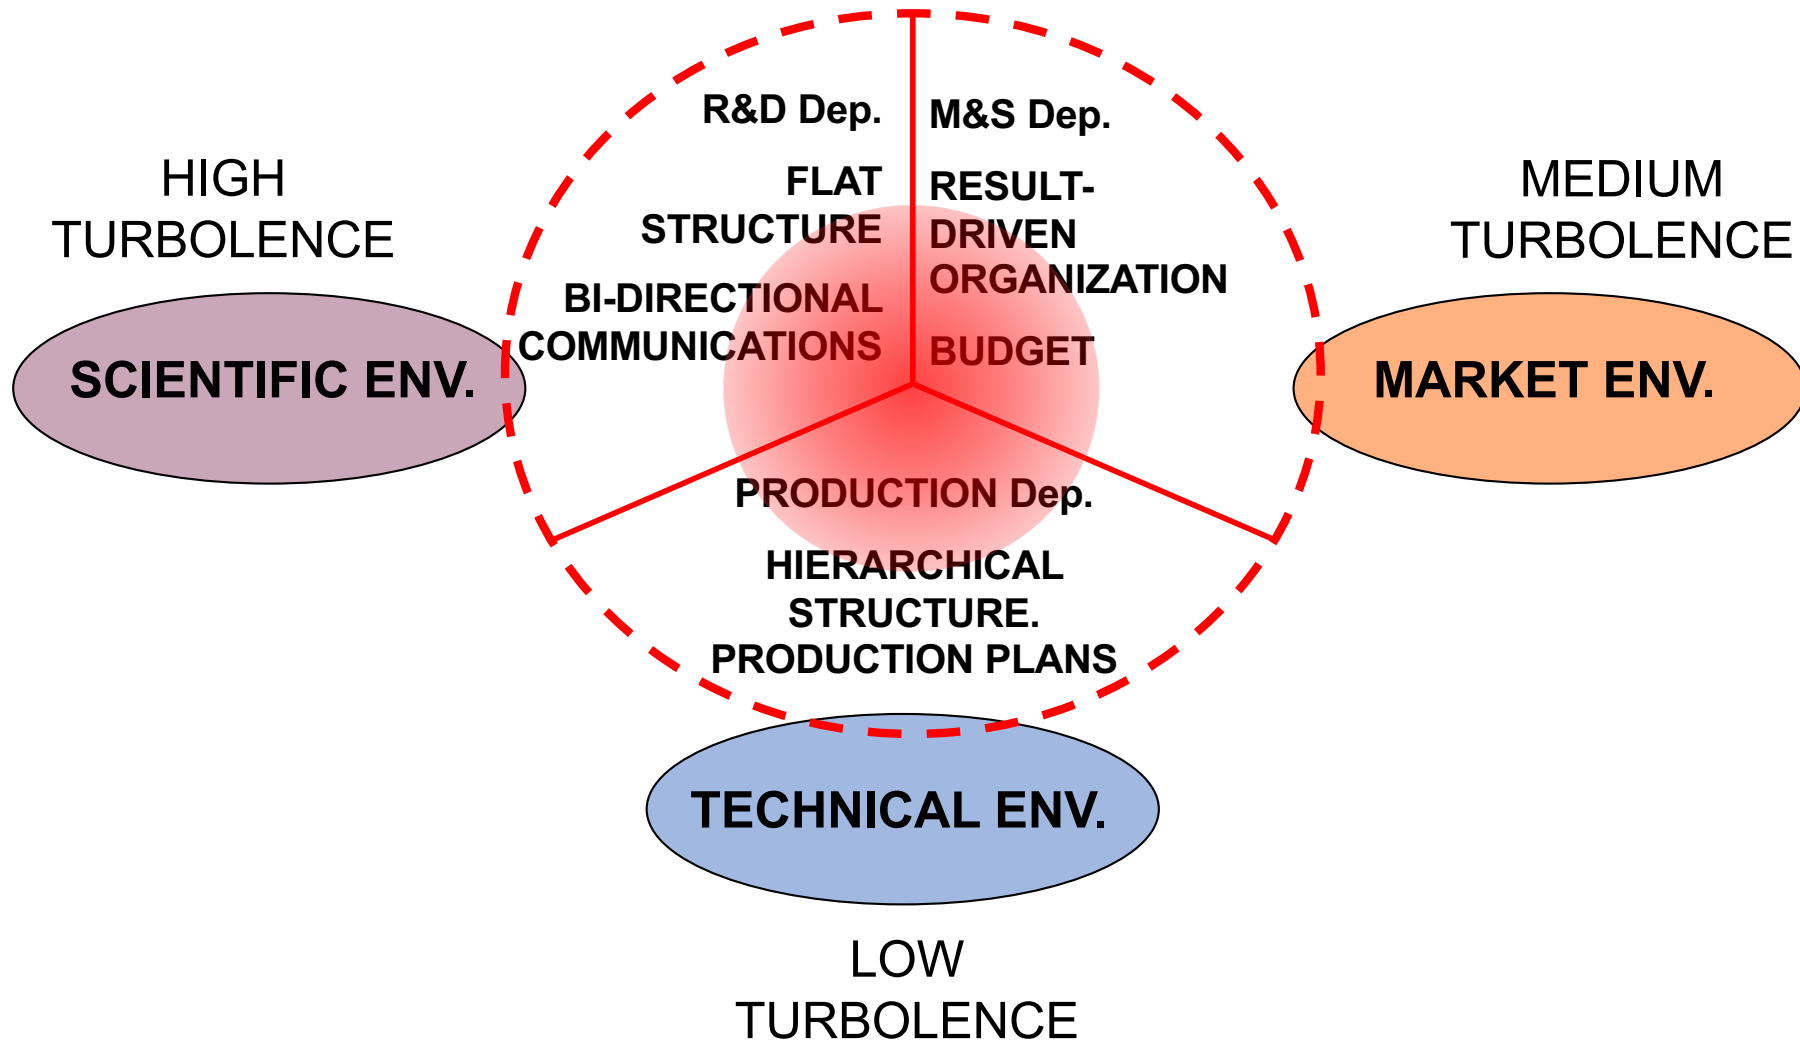 R&D Dep.
FLAT
STRUCTURE
BI-DIRECTIONAL
COMMUNICATIONS
M&S Dep.
RESULT-
DRIVEN
ORGANIZATION
BUDGET
HIGH
TURBOLENCE
SCIENTIFIC ENV.
MEDIUM
TURBOLENCE
MARKET ENV.
PRODUCTION Dep.
HIERARCHICAL
STRUCTURE.
PRODUCTION PLANS
TECHNICAL ENV.
LOW
TURBOLENCE